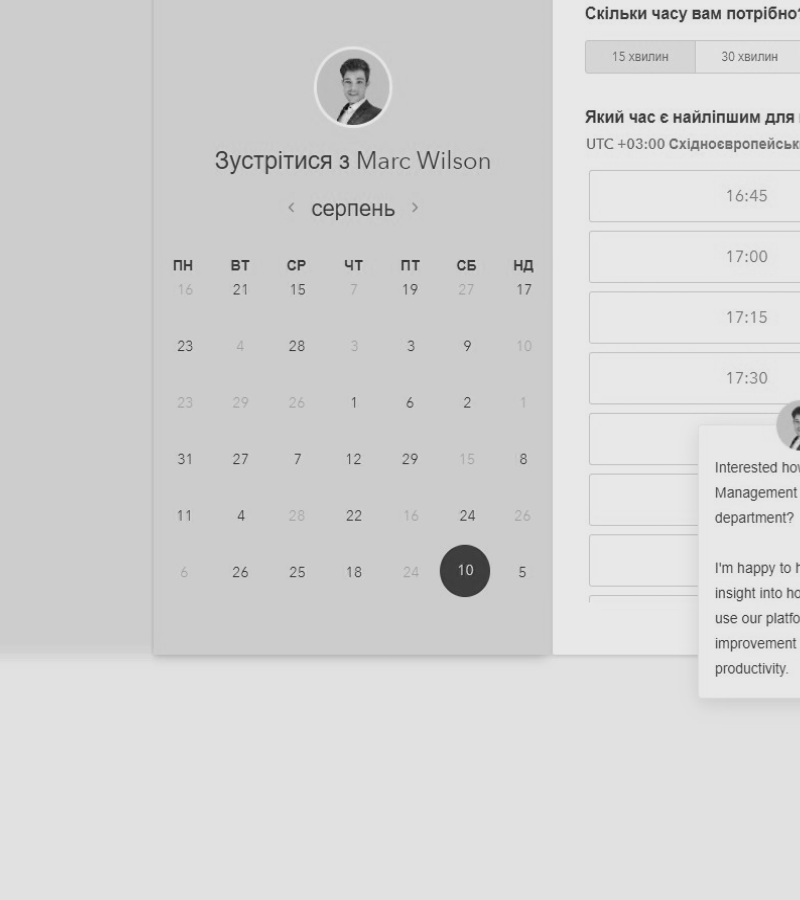 Зустрітися з Marc Wilson
‹ серпень ›
ПН ВТ СР ЧТ ПТ СБ НД
16 21 15 7 19 27 17
23 4 28 3 3 9 10
23 29 26 1 6 2 1
31 27 7 12 29 15 8
11 4 28 22 16 24 26
6 26 25 18 24 10 5
Скільки часу вам потрібно?
15 хвилин 30 хвилин
Який час є найліпшим для
UTC +03:00
16:45
17:00
17:15
17:30
Interested
Management
department?
I'm happy to
insight into
use our
improvement
productivity.